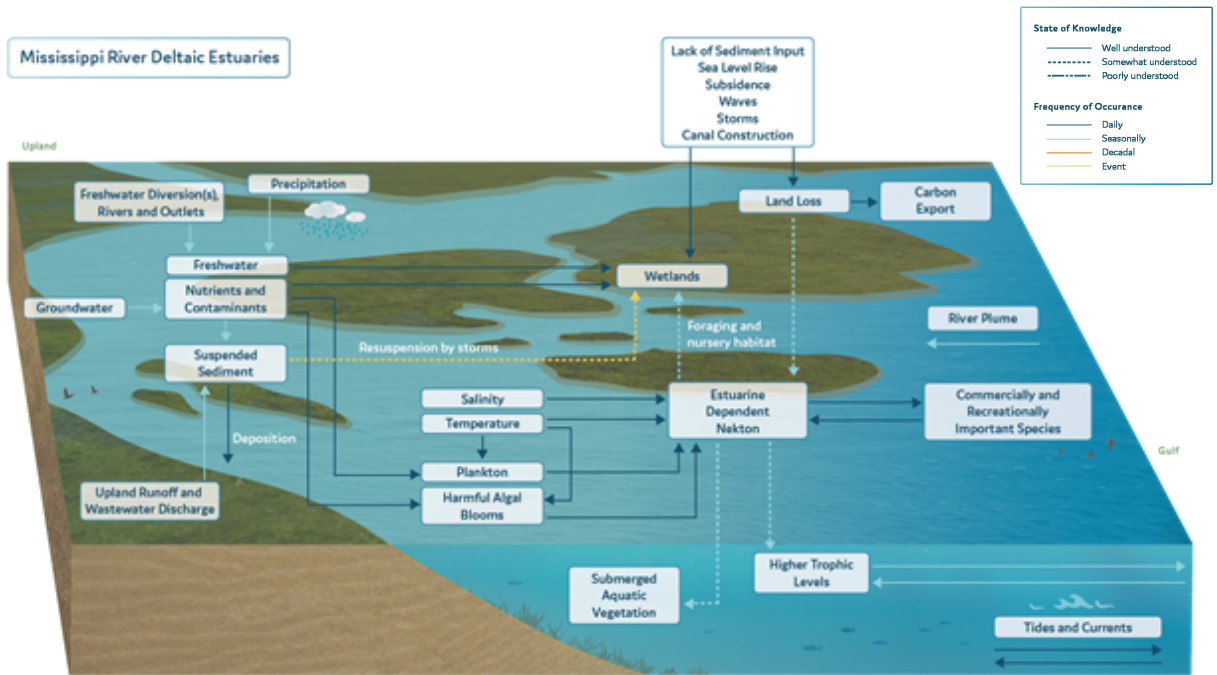 Mississippi River Deltaic Estuaries
Lack of Sediment Input
Sea Level Rise
Subsidence
Waves
Storms
Canal Construction
State of Knowledge
Well understood
Somewhat understood
Poorly understood
Frequency of Occurance
Daily
Seasonally
Decadal
Event
Upland
Freshwater Diversion(s),
Rivers and Outlets
Precipitation
Land Loss
Carbon
Export
Freshwater
Nutrients and
Contaminants
Groundwater
Wetlands
River Plume
Foraging and
nursery habitat
Resuspension by storms
Suspended
Sediment
Salinity
Temperature
Estuarine
Dependent
Nekton
Commercially and
Recreationally
Important Species
Deposition
Gulf
Plankton
Harmful Algal
Blooms
Upland Runoff and
Wastewater Discharge
Higher Trophic
Levels
Submerged
Aquatic
Vegetation
Tides and Currents